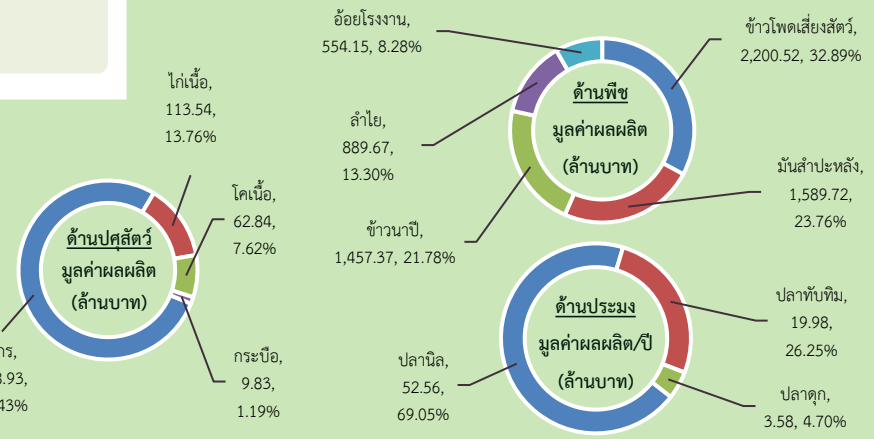 ไก่เนื้อ,
113.54,
13.76%
โคเนื้อ,
62.84,
7.62%
ด้านปศุสัตว์
มูลค่าผลผลิต
(ล้านบาท)
กระบือ,
9.83,
1.19%
อ้อยโรงงาน,
554.15, 8.28%
ข้าวโพดเลี้ยงสัตว์,
2,200.52, 32.89%
ลำไย,
889.67,
13.30%
ด้านพืช
มูลค่าผลผลิต
(ล้านบาท)
มันสำปะหลัง,
1,589.72,
23.76%
ข้าวนาปี,
1,457.37, 21.78%
ด้านประมง
มูลค่าผลผลิต/ปี
(ล้านบาท)
ปลาทับทิม,
19.98,
26.25%
ปลานิล,
52.56,
69.05%
ปลาดุก,
3.58, 4.70%